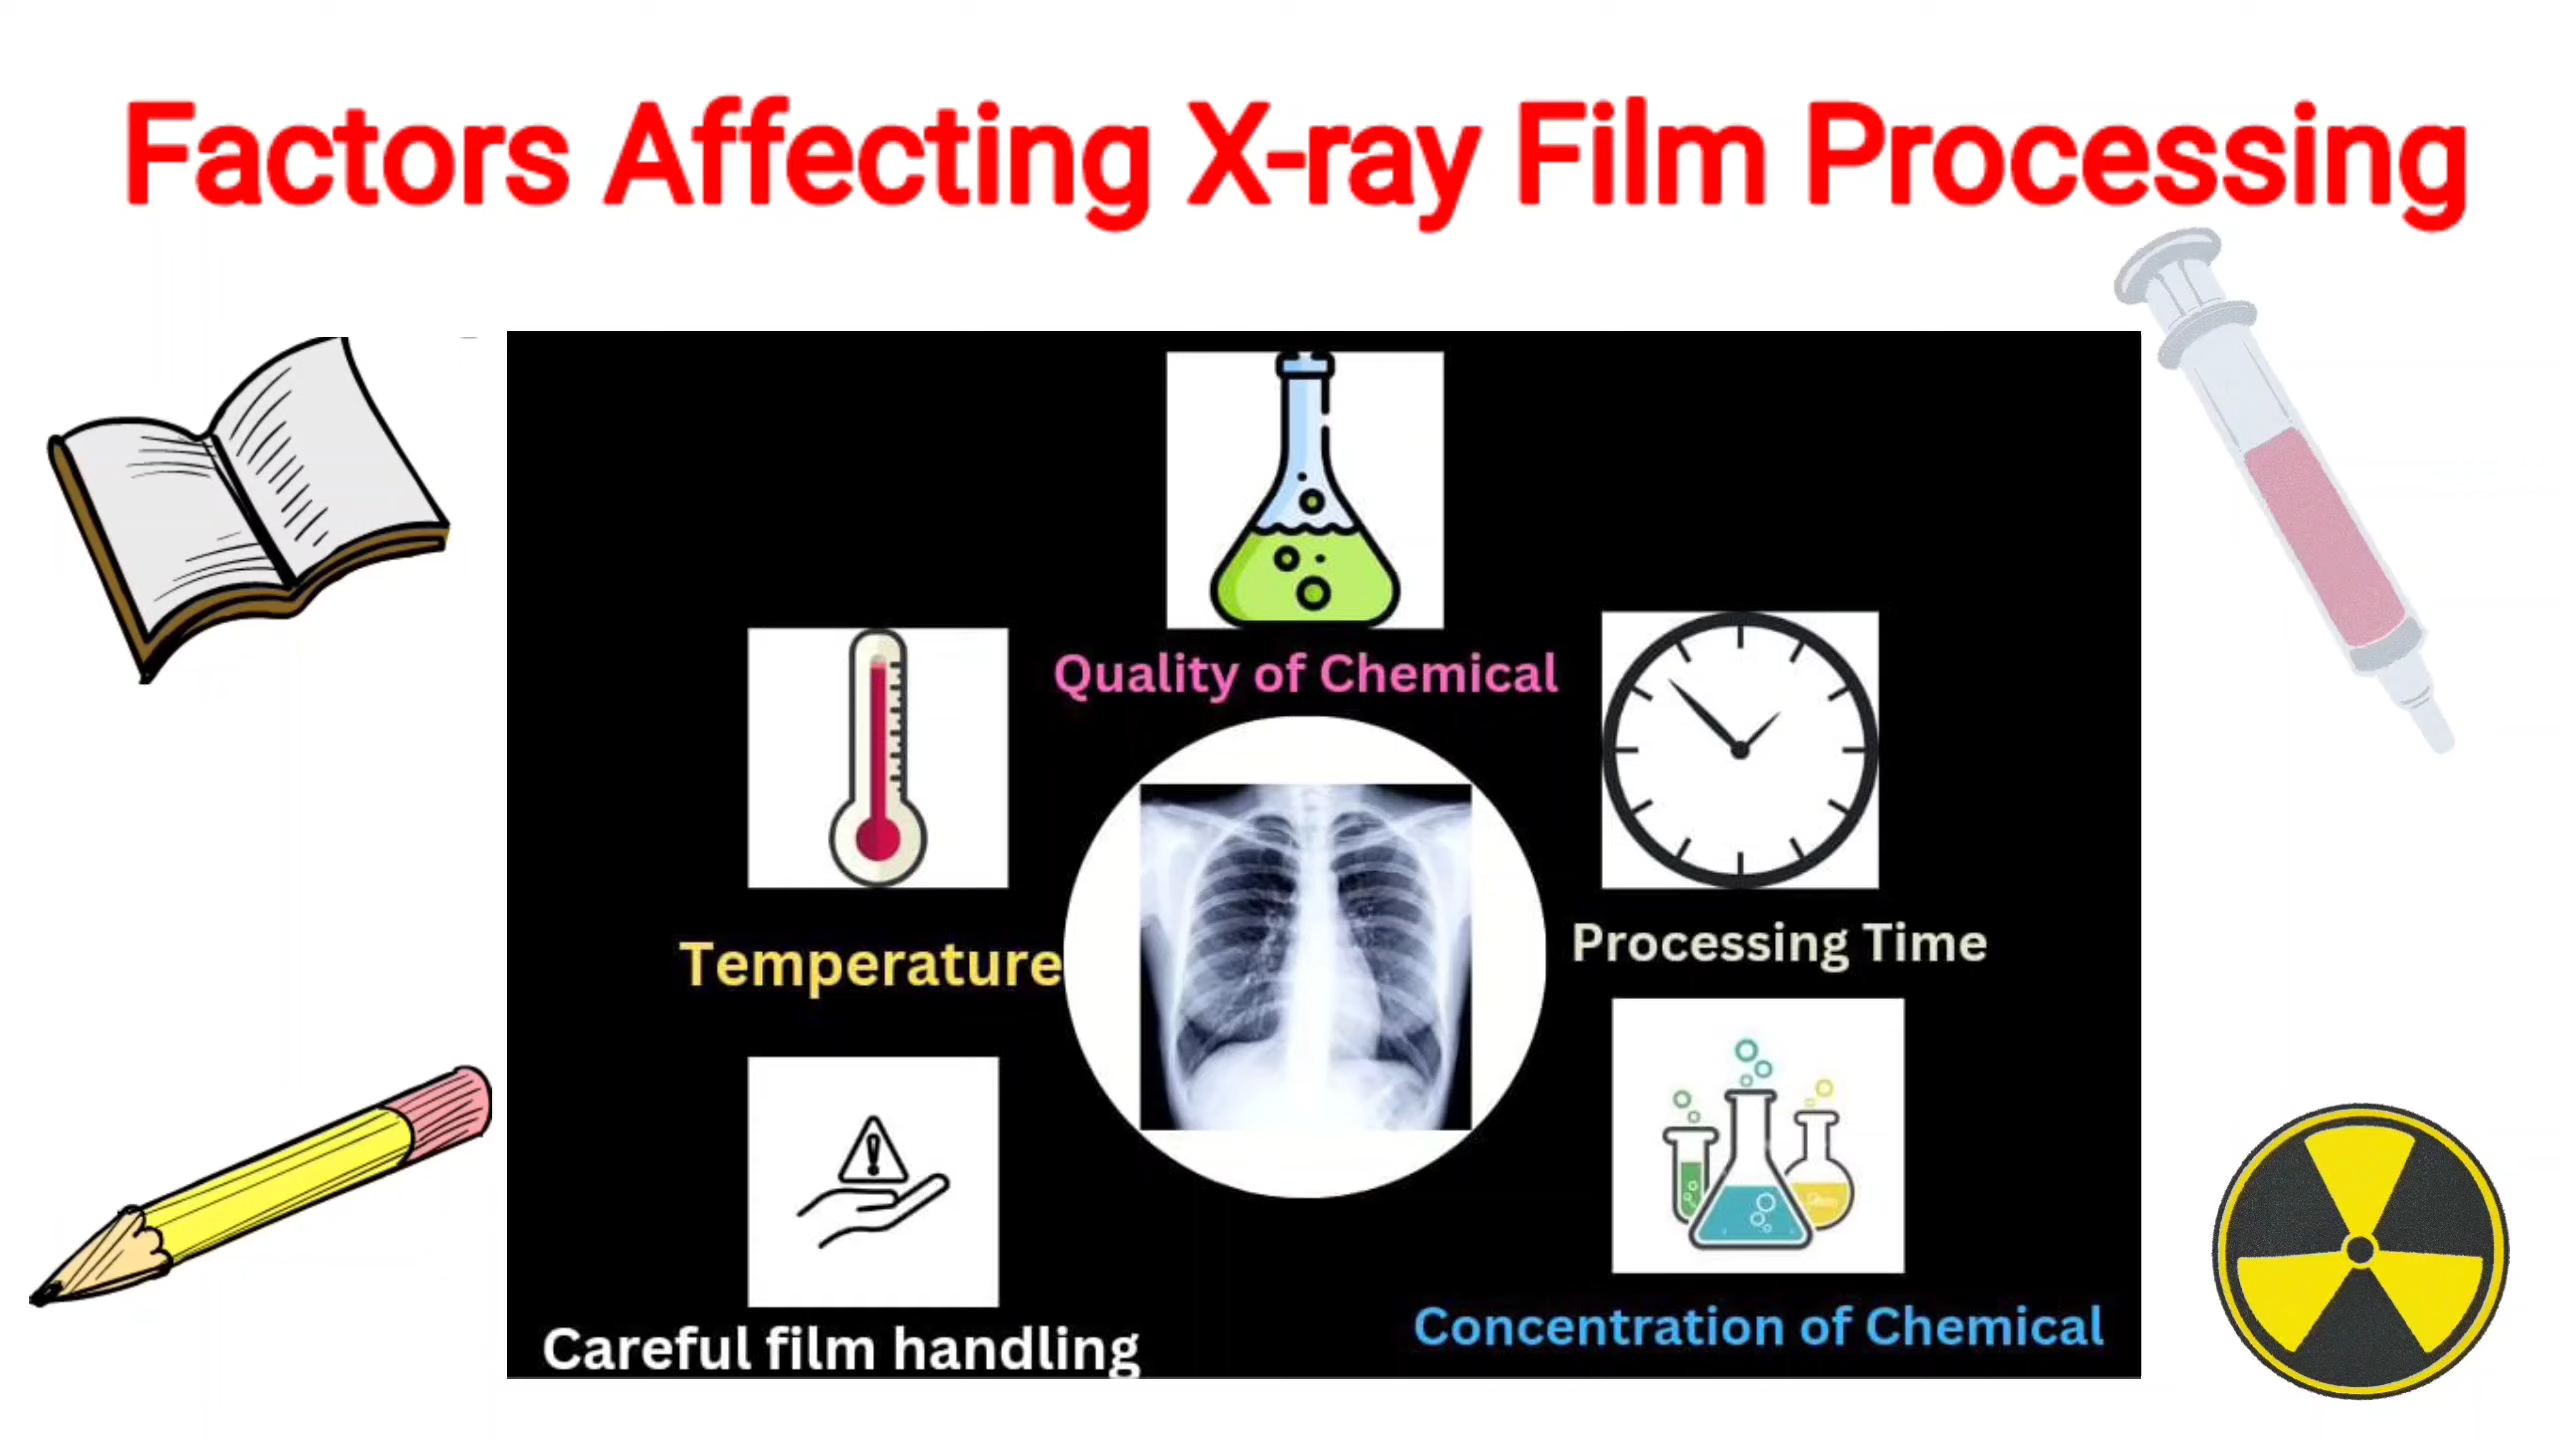 Factors Affecting X-ray Film Processing
Quality of Chemical
Temperature
Processing Time
Careful film handling
Concentration of Chemical